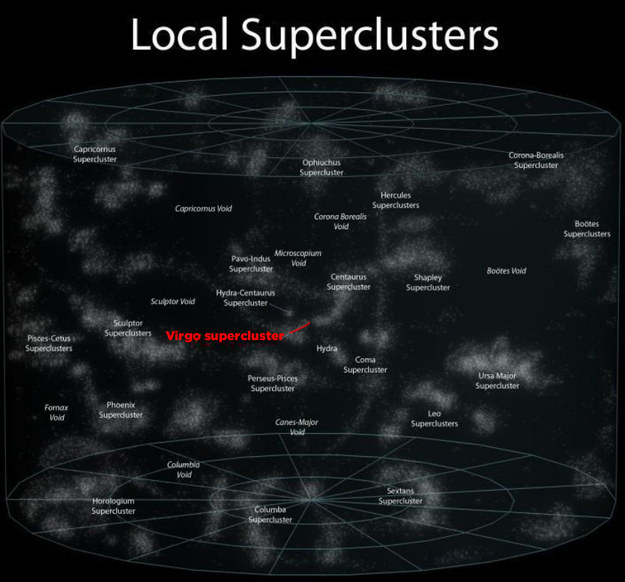 Local Superclusters
Capricornus
Supercluster
Ophiuchus
Supercluster
Corona-Borealis
Supercluster
Hercules
Superclusters
Capricornus Void
Corona Borealis
Void
Boötes
Superclusters
Microscopium
Void
Pavo-Indus
Supercluster
Boötes Void
Centaurus
Supercluster
Shapley
Supercluster
Hydra-Centaurus
Supercluster
Sculptor Void
Sculptor
Superclusters
Virgo supercluster
Pisces-Cetus
Superclusters
Hydra
Coma
Supercluster
Perseus-Pisces
Supercluster
Ursa Major
Supercluster
Fornax
Void
Phoenix
Supercluster
Leo
Superclusters
Canes-Major
Void
Columbia
Void
Horologium
Supercluster
Sextans
Supercluster
Columba
Supercluster